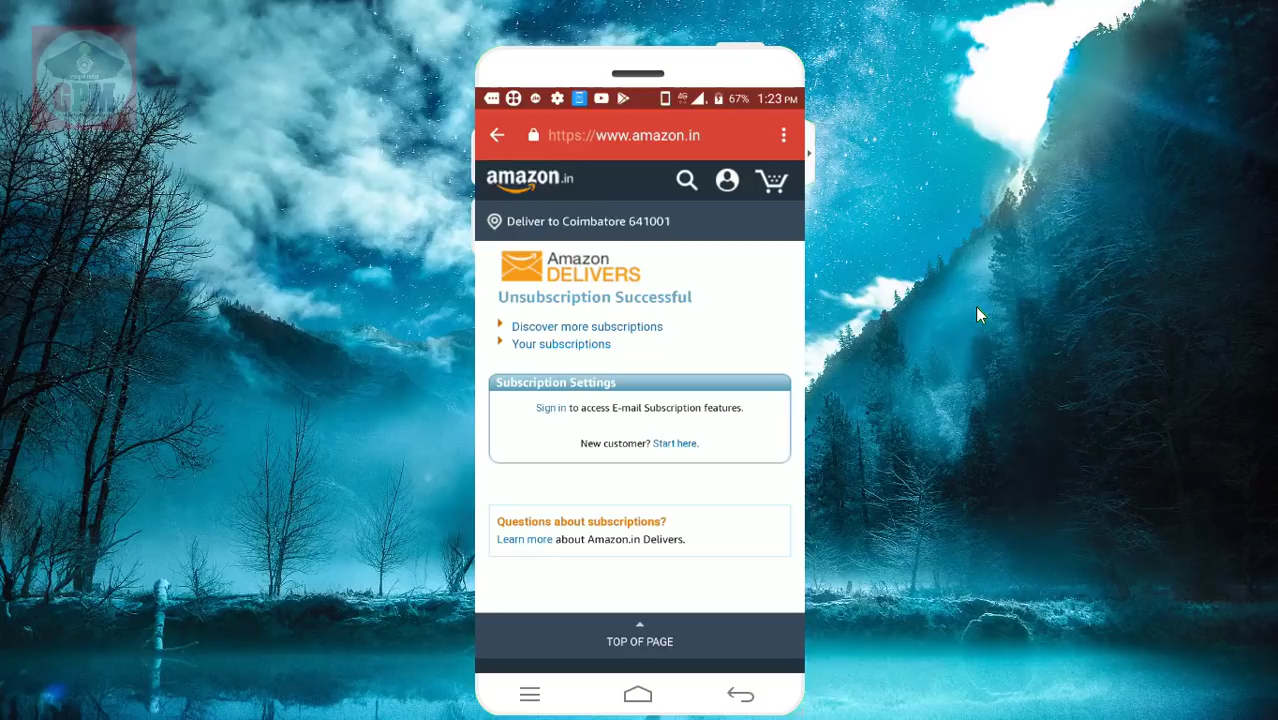 GPM
4G
67%
1:23 PM
https://www.amazon.in
amazon.in
Deliver to Coimbatore 641001
Amazon
DELIVERS
Unsubscription Successful
Discover more subscriptions
Your subscriptions
Subscription Settings
Sign in to access E-mail Subscription features.
New customer? Start here.
Questions about subscriptions?
Learn more about Amazon.in Delivers.
TOP OF PAGE